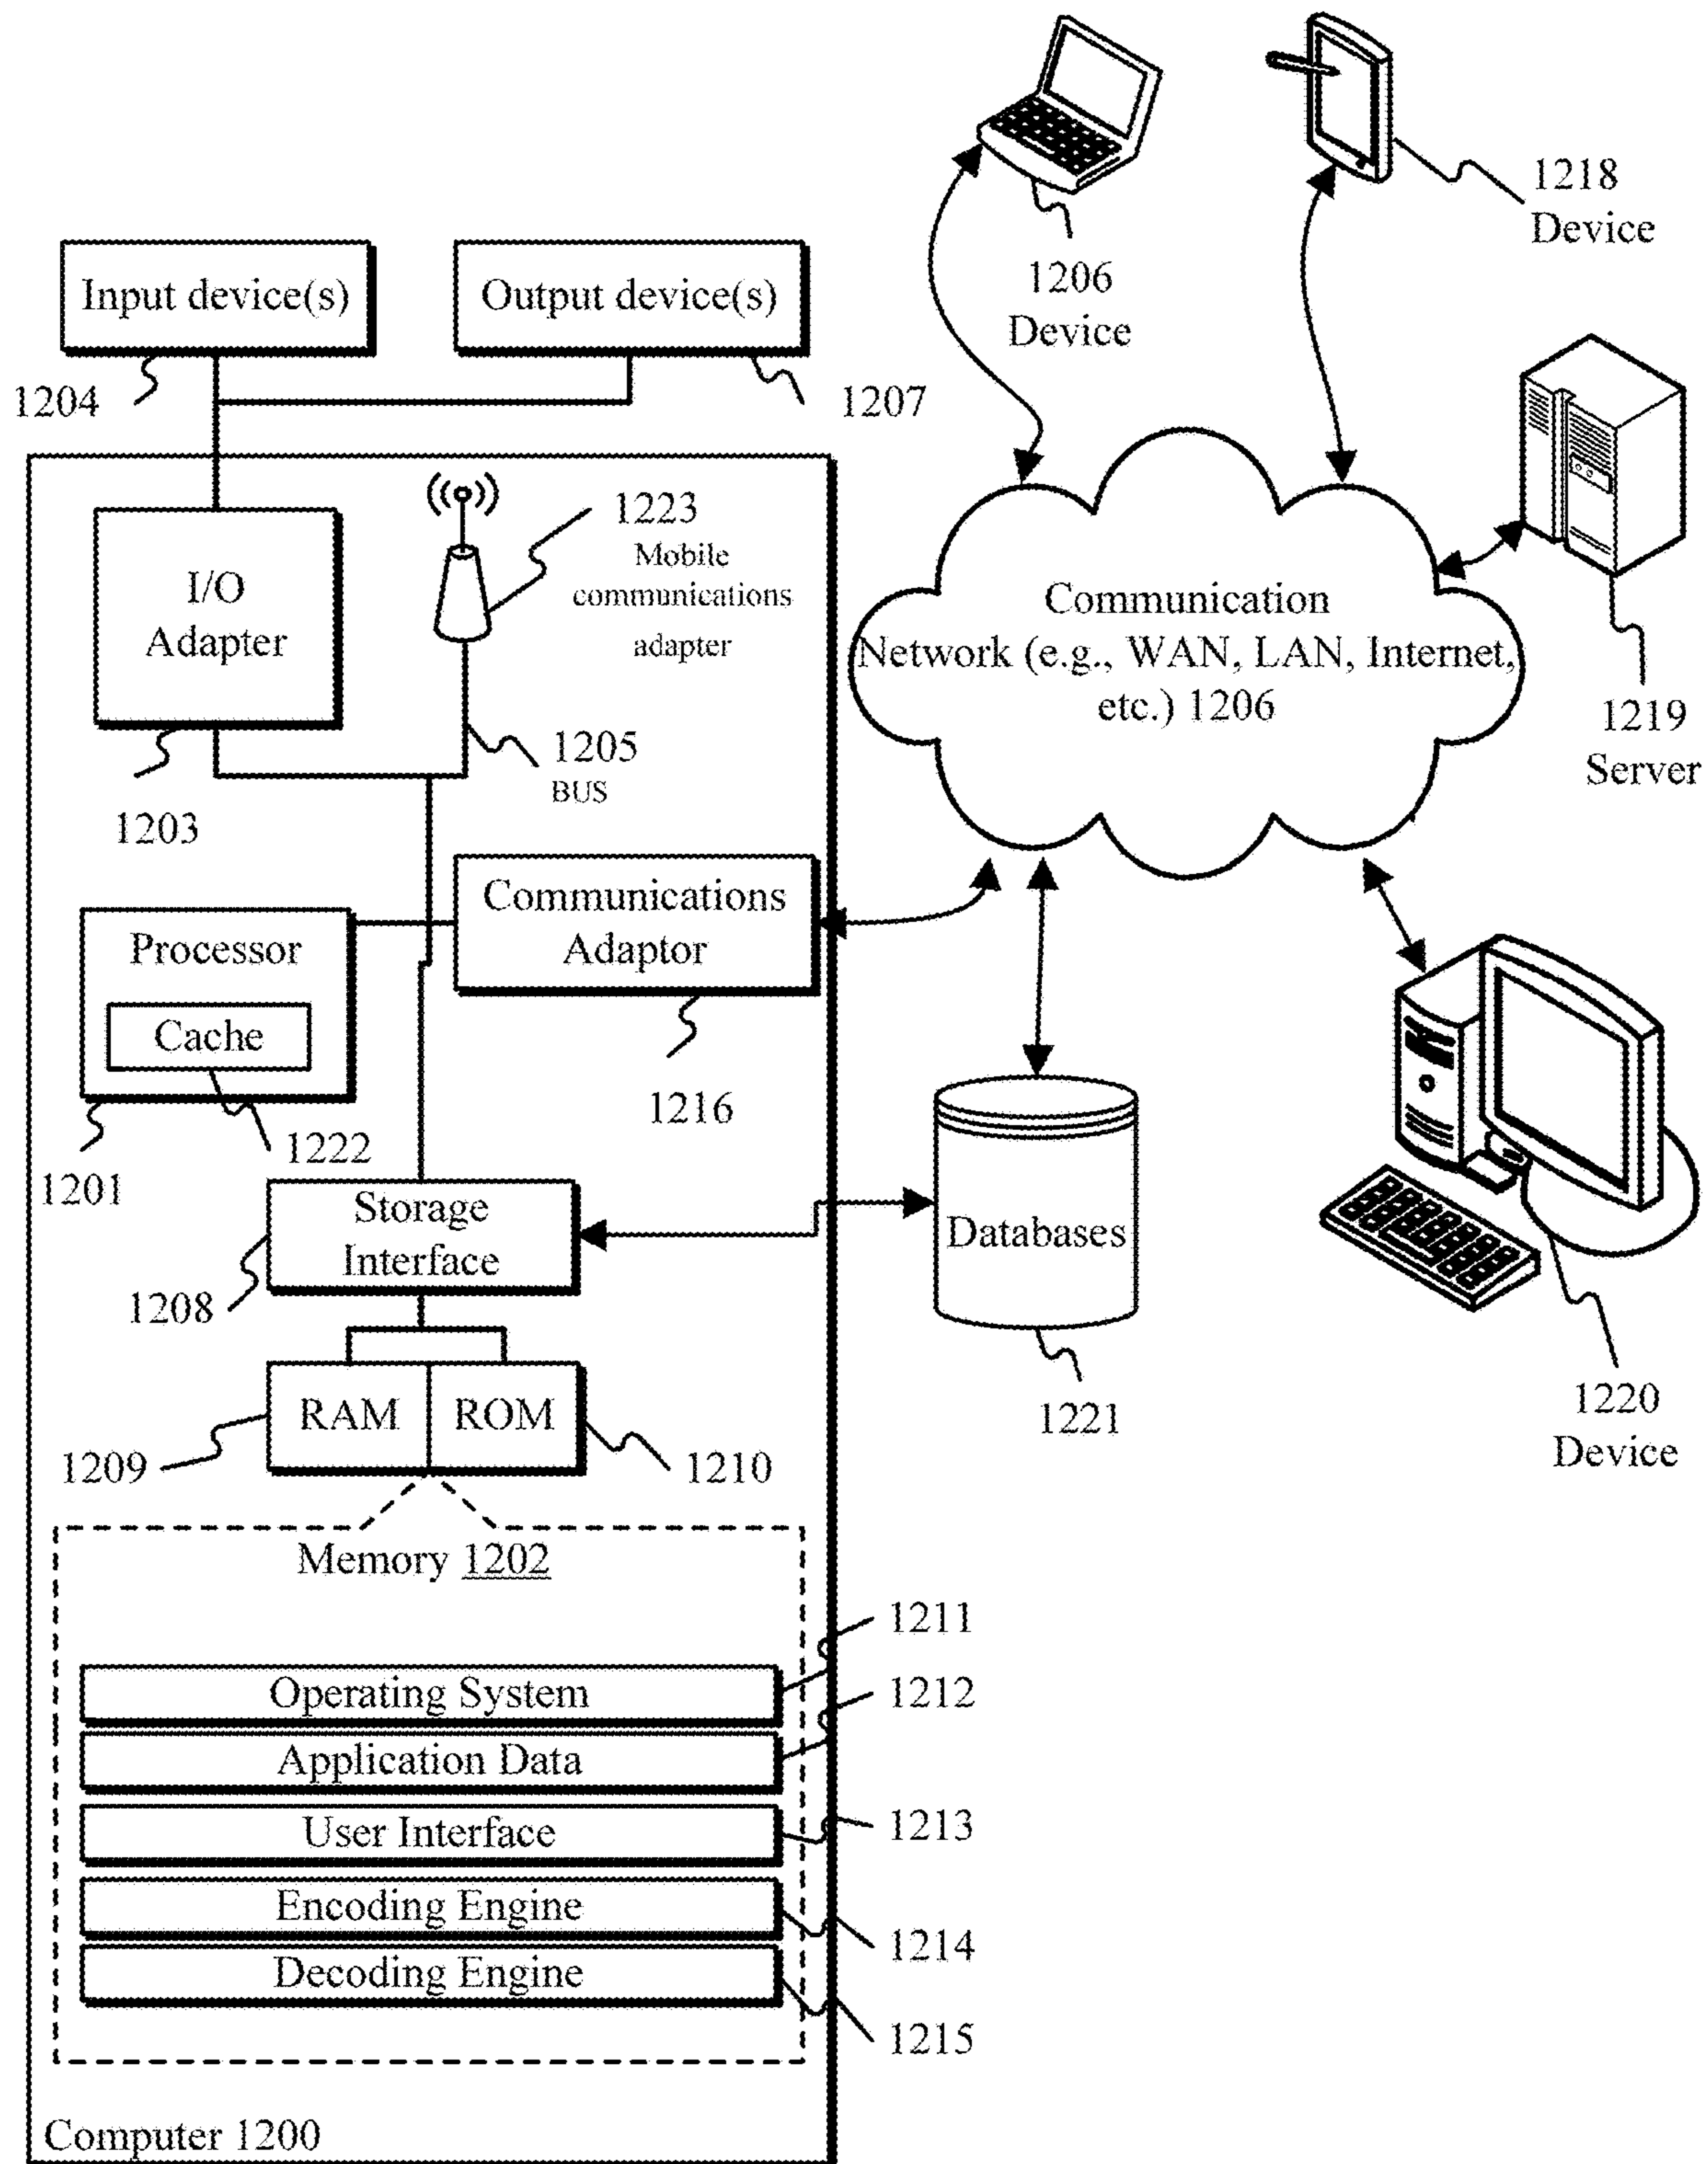 1218
Device
1206
Device
Input device(s)
Output device(s)
1204
1207
1223
Mobile
communications
adapter
I/O
Adapter
Communication
Network (e.g., WAN, LAN, Internet,
etc.) 1206
1219
Server
1205
BUS
1203
Communications
Adaptor
Processor
Cache
1216
1222
1201
Storage
Interface
Databases
1208
RAM
ROM
1209
1210
1221
1220
Device
Memory 1202
1211
Operating System
1212
Application Data
User Interface
1213
Encoding Engine
1214
Decoding Engine
1215
Computer 1200